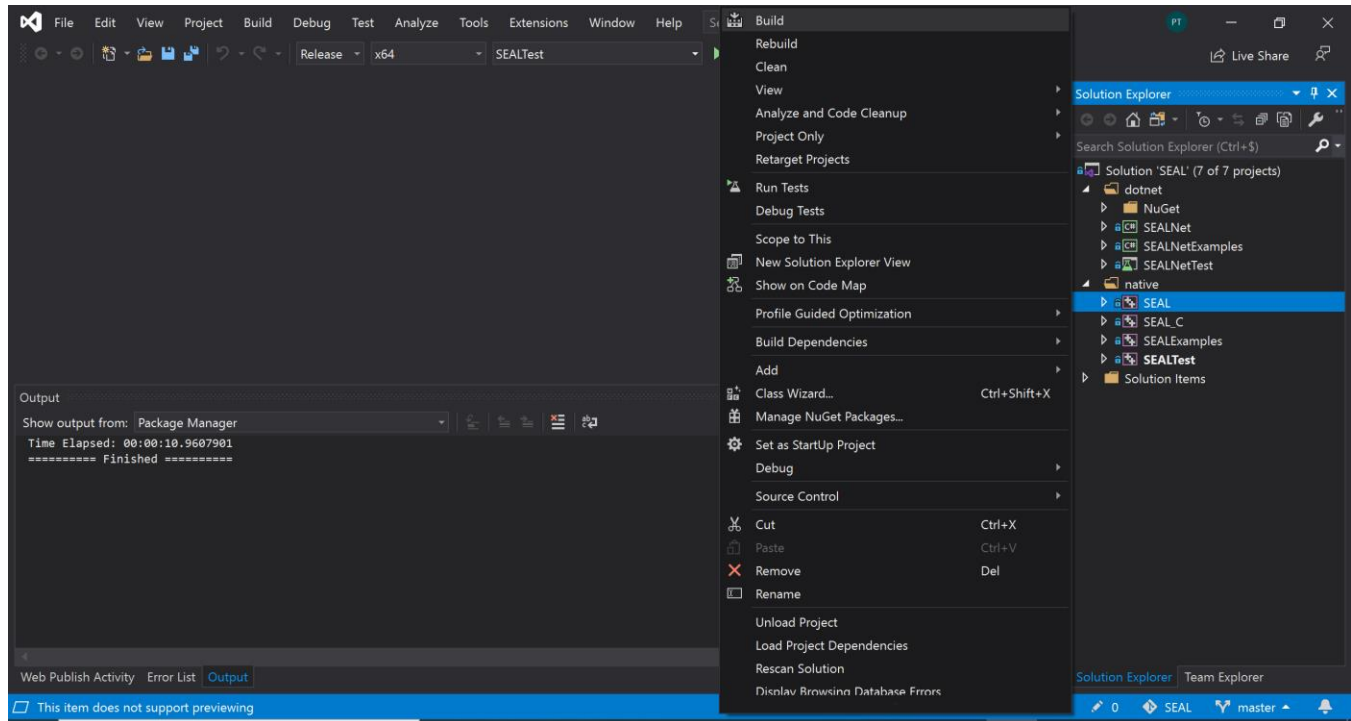 File Edit View Project Build Debug Test Analyze Tools Extensions Window Help
PT
Release x64 SEALTest
Live Share
Build
Rebuild
Clean
View
Analyze and Code Cleanup
Project Only
Retarget Projects
Run Tests
Debug Tests
Scope to This
New Solution Explorer View
Show on Code Map
Profile Guided Optimization
Build Dependencies
Add
Class Wizard... Ctrl+Shift+X
Manage NuGet Packages...
Set as StartUp Project
Debug
Source Control
Cut Ctrl+X
Paste Ctrl+V
Remove Del
Rename
Unload Project
Load Project Dependencies
Rescan Solution
Display Browsing Database Errors
Solution Explorer
Search Solution Explorer (Ctrl+$)
Solution 'SEAL' (7 of 7 projects)
dotnet
NuGet
SEALNet
SEALNetExamples
SEALNetTest
native
SEAL
SEAL_C
SEALExamples
SEALTest
Solution Items
Output
Show output from: Package Manager
Time Elapsed: 00:00:10.9607901
========== Finished ==========
Web Publish Activity Error List Output
Solution Explorer Team Explorer
This item does not support previewing
0 SEAL master